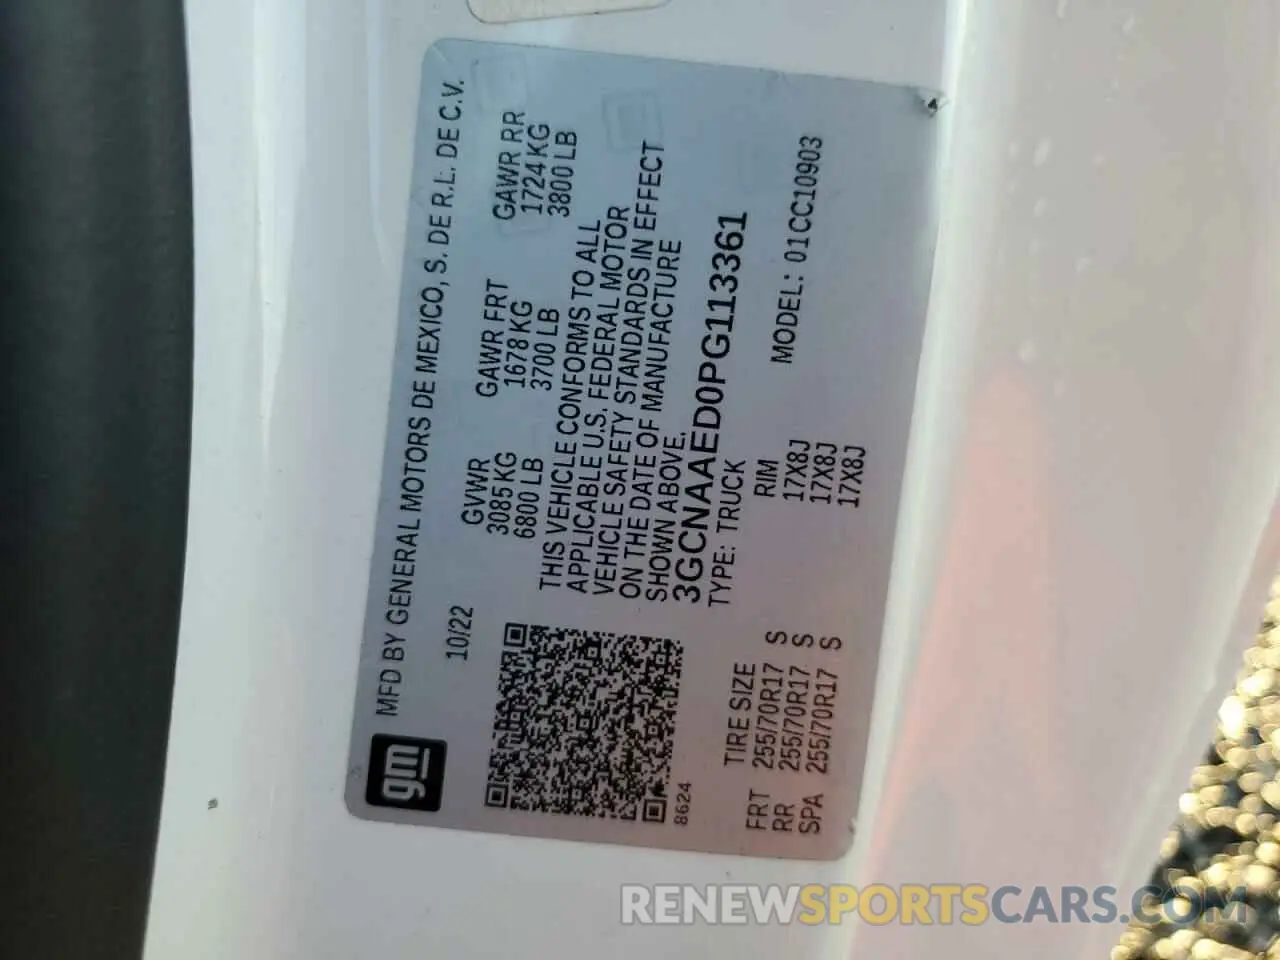 gm MFD BY GENERAL MOTORS DE MEXICO, S. DE R.L. DE C.V.
10/22
GVWR GAWR FRT GAWR RR
3085 KG 1678 KG 1724 KG
6800 LB 3700 LB 3800 LB
THIS VEHICLE CONFORMS TO ALL
APPLICABLE U.S. FEDERAL MOTOR
VEHICLE SAFETY STANDARDS IN EFFECT
ON THE DATE OF MANUFACTURE
SHOWN ABOVE.
3GCNAAED0PG113361
8624
TYPE: TRUCK
TIRE SIZE RIM MODEL: 01CC10903
FRT 255/70R17 S 17X8J
RR 255/70R17 S 17X8J
SPA 255/70R17 S 17X8J
RENEWSPORTSCARS.COM